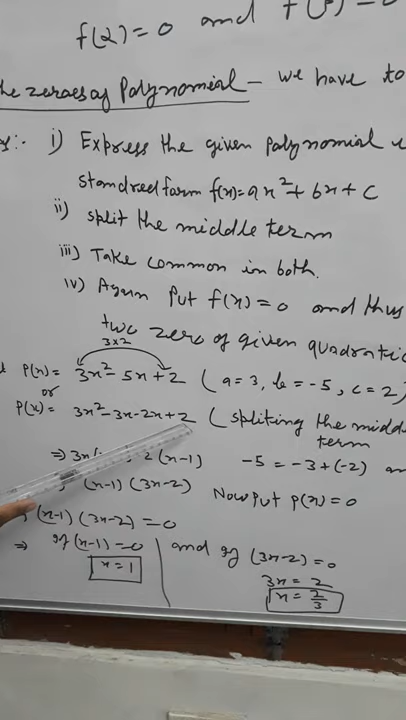 f(2)=0 and
the zeroes of Polynomial - we have to
i) Express the given polynomial
standred form f(x)=ax²+bx+c
ii) split the middle term
iii) Take common in both.
iv) Again Put f(x)=0 and thus
two zero of given quadratic
3x2
P(x)= 3x²-5x+2 (a=3, b=-5, c=2)
or
P(x)= 3x²-3x-2x+2 (spliting the middle
term
⇒ 3x 2(x-1) -5=-3+(-2)
(x-1)(3x-2) Now put p(x)=0
(x-1)(3x-2)=0
⇒ if (x-1)=0 and if (3x-2)=0
x=1 3x=2
x=2/3